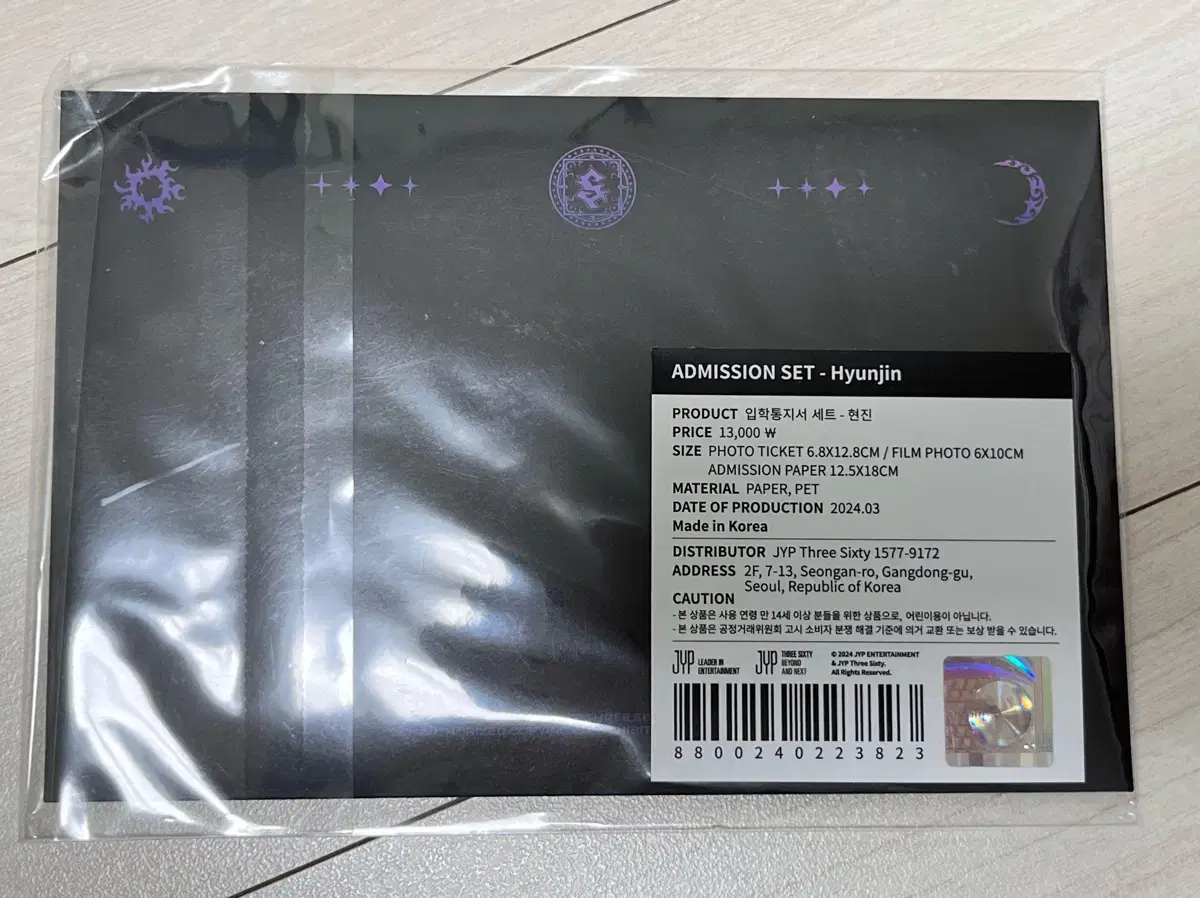 S
ADMISSION SET - Hyunjin
PRODUCT 입학통지서 세트 - 현진
PRICE 13,000 ₩
SIZE PHOTO TICKET 6.8X12.8CM / FILM PHOTO 6X10CM
ADMISSION PAPER 12.5X18CM
MATERIAL PAPER, PET
DATE OF PRODUCTION 2024.03
Made in Korea
DISTRIBUTOR JYP Three Sixty 1577-9172
ADDRESS 2F, 7-13, Seongan-ro, Gangdong-gu,
Seoul, Republic of Korea
CAUTION
- 본 상품은 사용 연령 만 14세 이상 분들을 위한 상품으로, 어린이용이 아닙니다.
- 본 상품은 공정거래위원회 고시 소비자 분쟁 해결 기준에 의거 교환 또는 보상 받을 수 있습니다.
JYP LEADER IN
ENTERTAINMENT
JYP THREE SIXTY
BEYOND
AND NEXT
© 2024 JYP ENTERTAINMENT
& JYP Three Sixty.
All Rights Reserved.
8800240223823